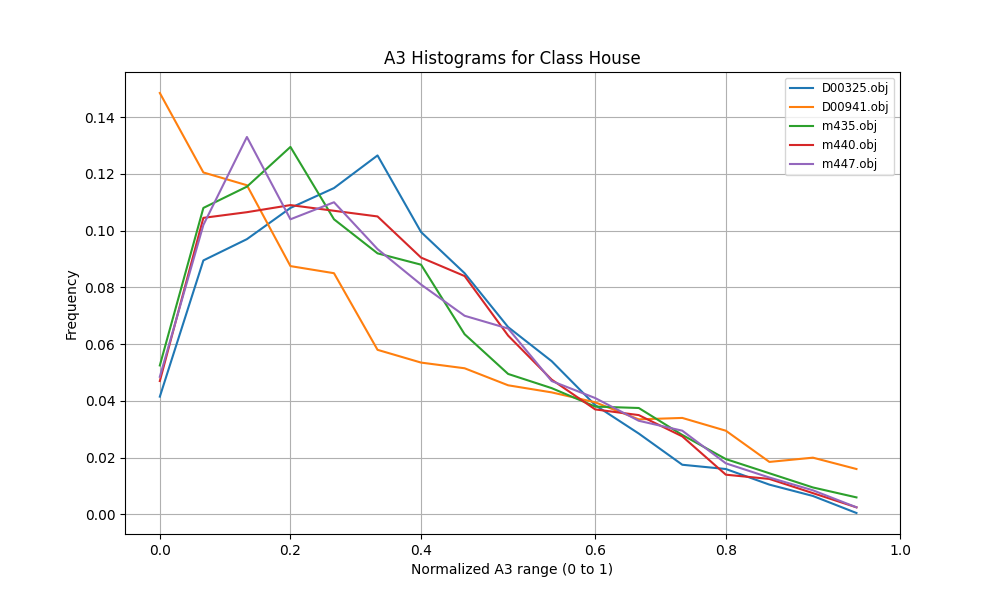 A3 Histograms for Class House
Frequency
0.14
0.12
0.10
0.08
0.06
0.04
0.02
0.00
D00325.obj
D00941.obj
m435.obj
m440.obj
m447.obj
0.0 0.2 0.4 0.6 0.8 1.0
Normalized A3 range (0 to 1)